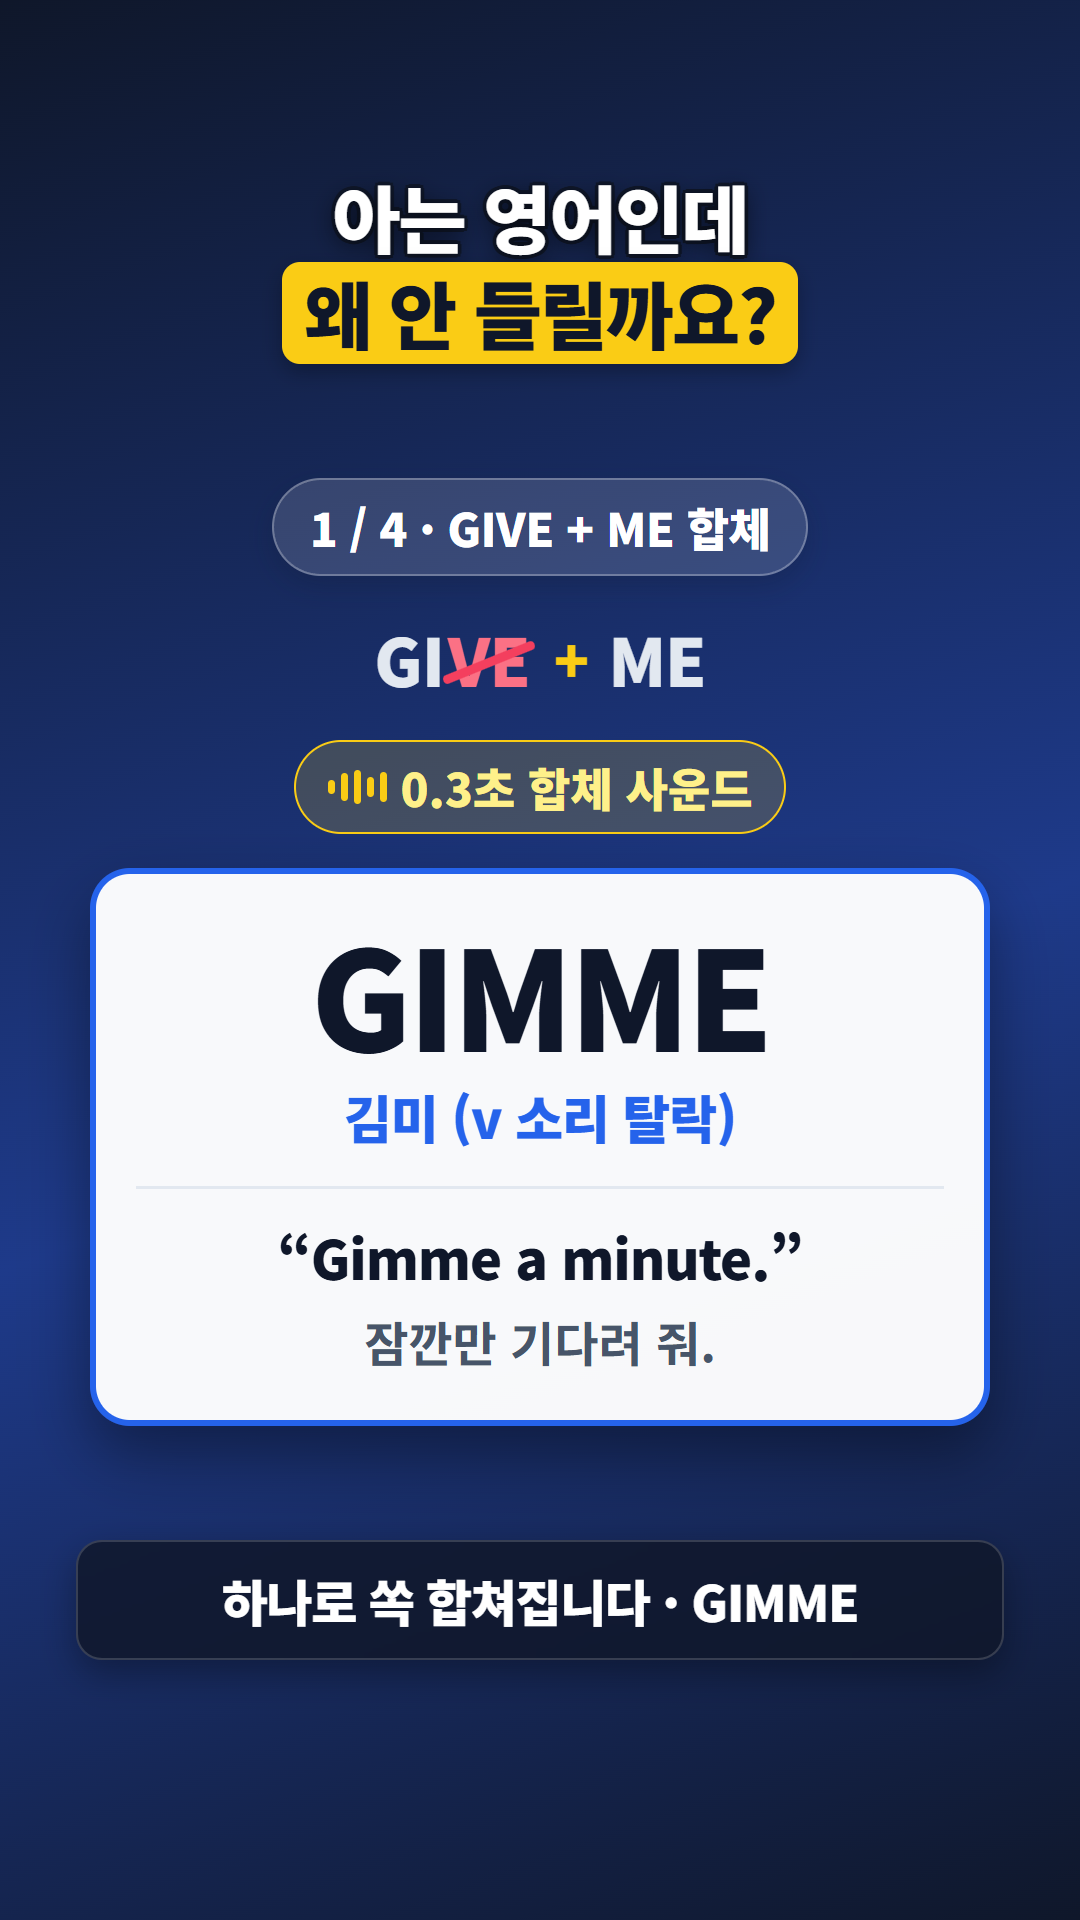 아는 영어인데
왜 안 들릴까요?
1 / 4 · GIVE + ME 합체
GIVE + ME
0.3초 합체 사운드
GIMME
김미 (v 소리 탈락)
“Gimme a minute.”
잠깐만 기다려 줘.
하나로 쏙 합쳐집니다 · GIMME